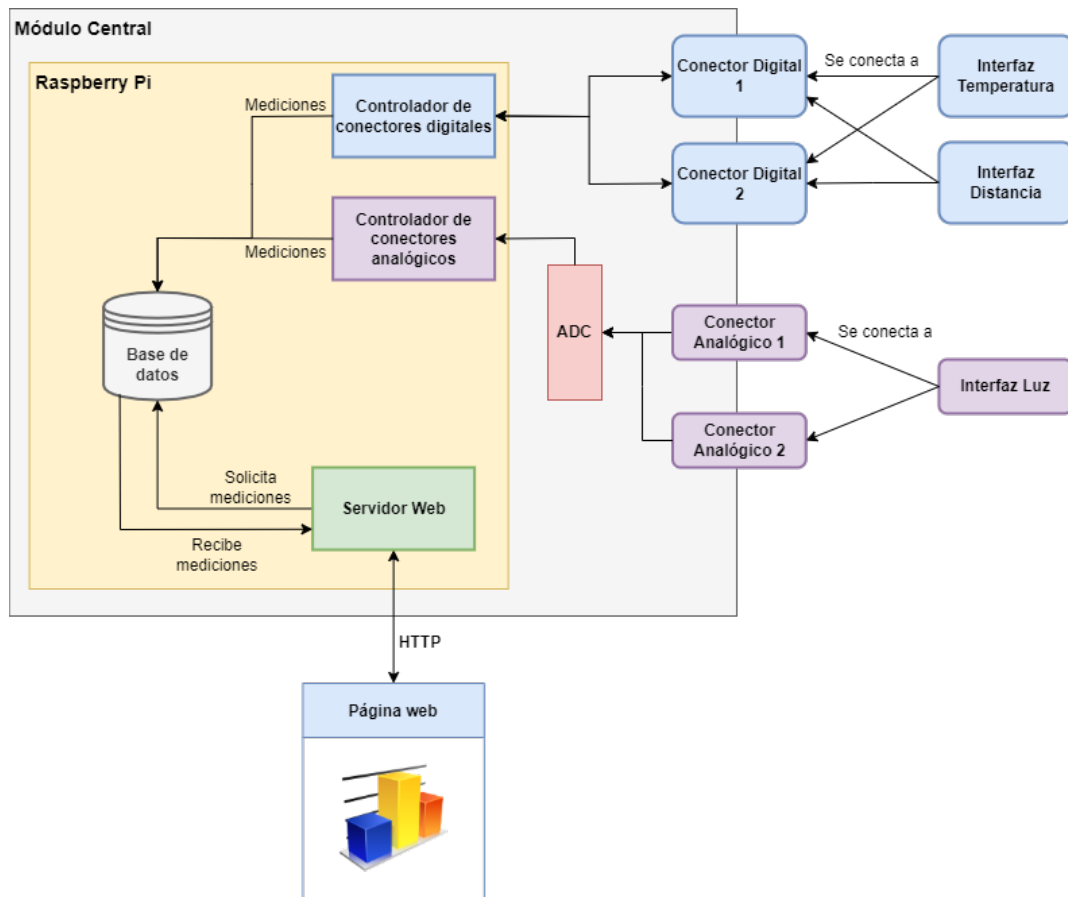 Módulo Central
Raspberry Pi
Mediciones
Controlador de
conectores digitales
Conector Digital
1
Se conecta a
Interfaz
Temperatura
Conector Digital
2
Interfaz
Distancia
Mediciones
Controlador de
conectores
analógicos
ADC
Conector
Analógico 1
Se conecta a
Interfaz Luz
Conector
Analógico 2
Base de
datos
Solicita
mediciones
Servidor Web
Recibe
mediciones
HTTP
Página web